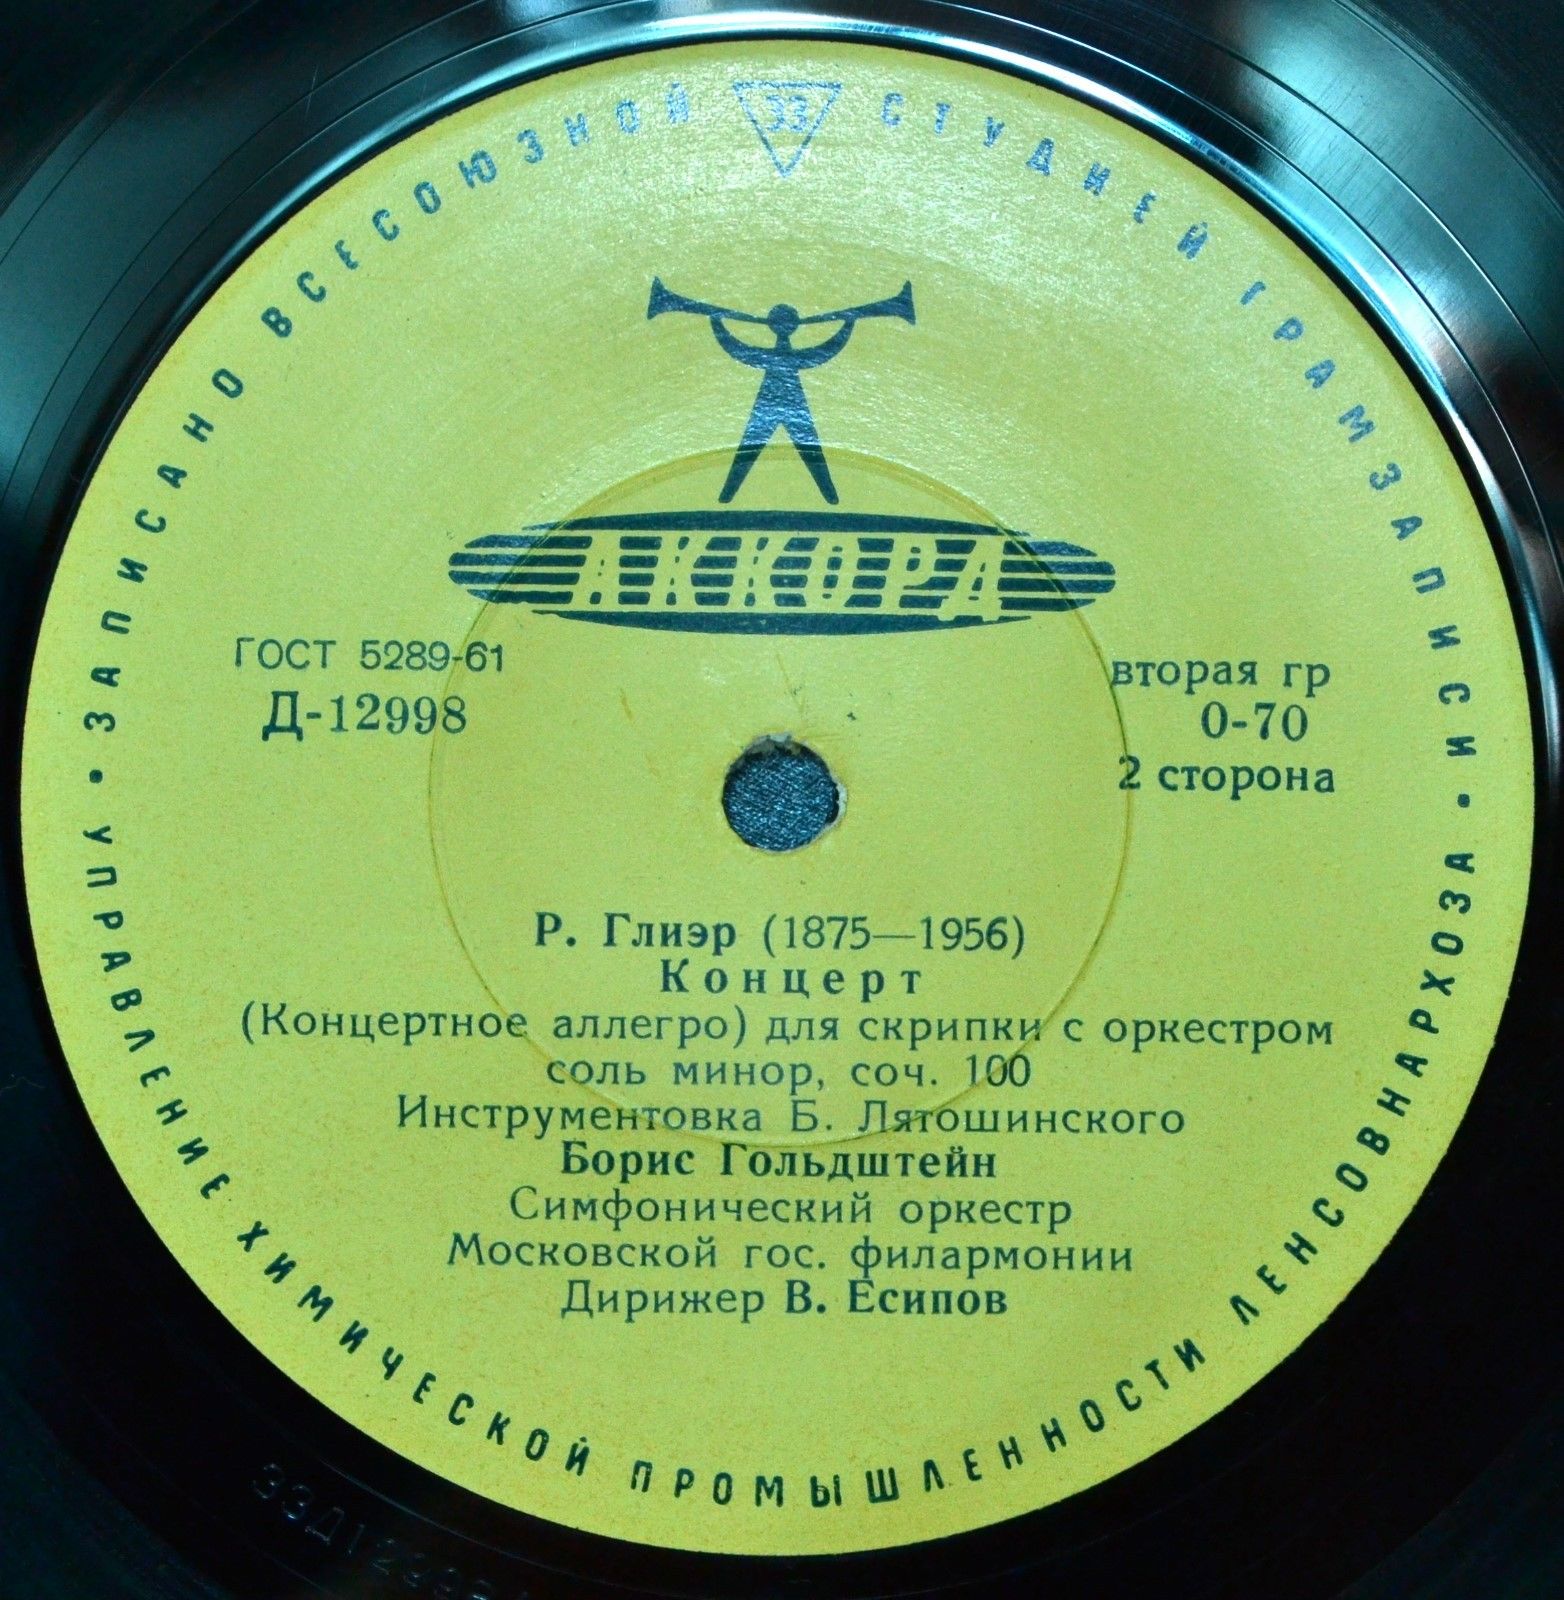 ЗАПИСАНО ВСЕСОЮЗНОЙ 33 СТУДИЕЙ ГРАМЗАПИСИ
АККОРД
ГОСТ 5289-61
Д-12998
вторая гр
0-70
2 сторона
Р. Глиэр (1875—1956)
Концерт
(Концертное аллегро) для скрипки с оркестром
соль минор, соч. 100
Инструментовка Б. Лятошинского
Борис Гольдштейн
Симфонический оркестр
Московской гос. филармонии
Дирижер В. Есипов
• УПРАВЛЕНИЕ ХИМИЧЕСКОЙ ПРОМЫШЛЕННОСТИ ЛЕНСОВНАРХОЗА •